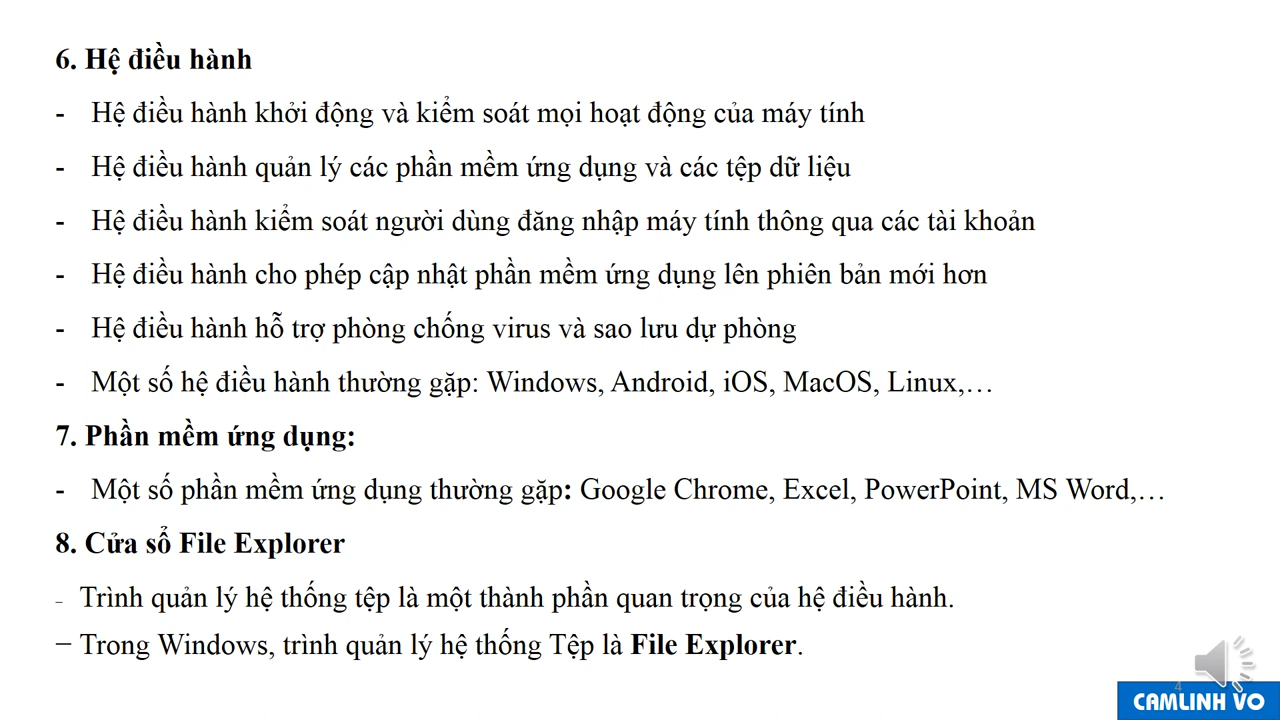 6. Hệ điều hành
- Hệ điều hành khởi động và kiểm soát mọi hoạt động của máy tính
- Hệ điều hành quản lý các phần mềm ứng dụng và các tệp dữ liệu
- Hệ điều hành kiểm soát người dùng đăng nhập máy tính thông qua các tài khoản
- Hệ điều hành cho phép cập nhật phần mềm ứng dụng lên phiên bản mới hơn
- Hệ điều hành hỗ trợ phòng chống virus và sao lưu dự phòng
- Một số hệ điều hành thường gặp: Windows, Android, iOS, MacOS, Linux,…
7. Phần mềm ứng dụng:
- Một số phần mềm ứng dụng thường gặp: Google Chrome, Excel, PowerPoint, MS Word,…
8. Cửa sổ File Explorer
- Trình quản lý hệ thống tệp là một thành phần quan trọng của hệ điều hành.
− Trong Windows, trình quản lý hệ thống Tệp là File Explorer.
4
CAMLINH VO